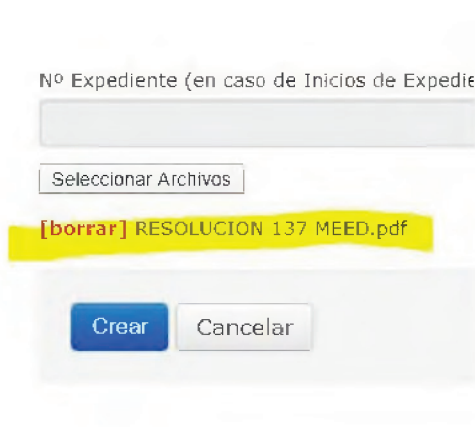 Nº Expediente (en caso de Inicios de Expedie
Seleccionar Archivos
[borrar] RESOLUCION 137 MEED.pdf
Crear
Cancelar